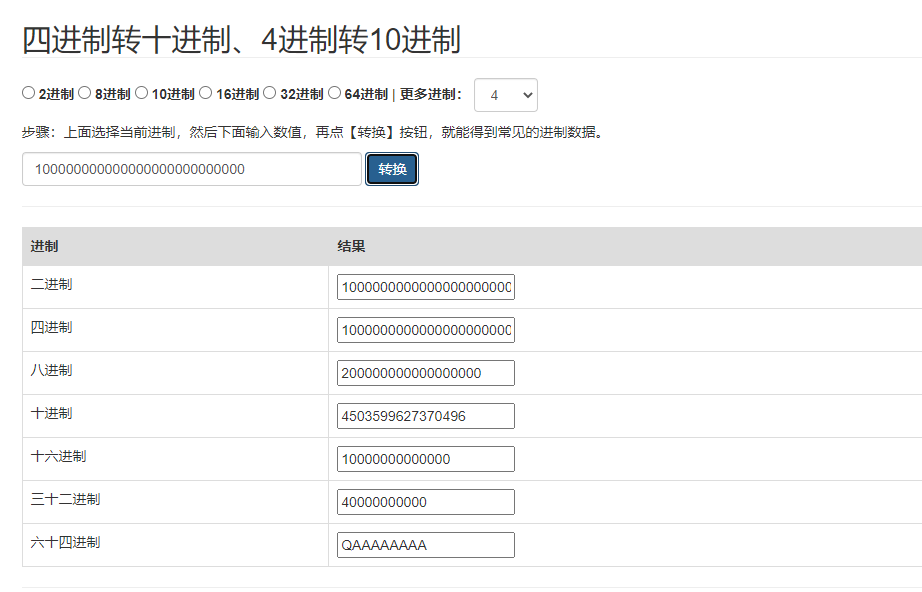 四进制转十进制、4进制转10进制
2进制 8进制 10进制 16进制 32进制 64进制 | 更多进制： 4
步骤：上面选择当前进制，然后下面输入数值，再点【转换】按钮，就能得到常见的进制数据。
100000000000000000000000000 转换
进制 结果
二进制 1000000000000000000000
四进制 1000000000000000000000
八进制 200000000000000000
十进制 4503599627370496
十六进制 10000000000000
三十二进制 40000000000
六十四进制 QAAAAAAAA